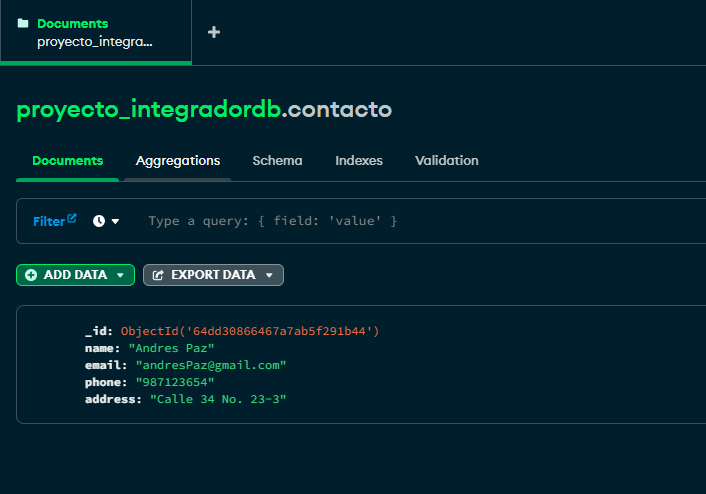 Documents
proyecto_integra...
proyecto_integradordb.contacto
Documents Aggregations Schema Indexes Validation
Filter Type a query: { field: 'value' }
ADD DATA EXPORT DATA
_id: ObjectId('64dd30866467a7ab5f291b44')
name: "Andres Paz"
email: "andresPaz@gmail.com"
phone: "987123654"
address: "Calle 34 No. 23-3"